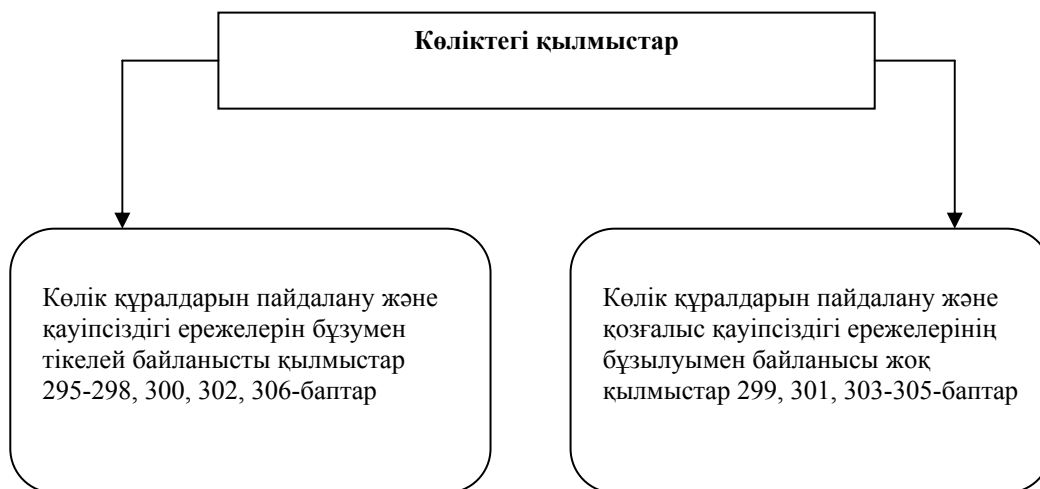 Көліктегі қылмыстар
Көлік құралдарын пайдалану және
қауіпсіздігі ережелерін бұзумен
тікелей байланысты қылмыстар
295-298, 300, 302, 306-баптар
Көлік құралдарын пайдалану және
қозғалыс қауіпсіздігі ережелерінің
бұзылуымен байланысы жоқ
қылмыстар 299, 301, 303-305-баптар